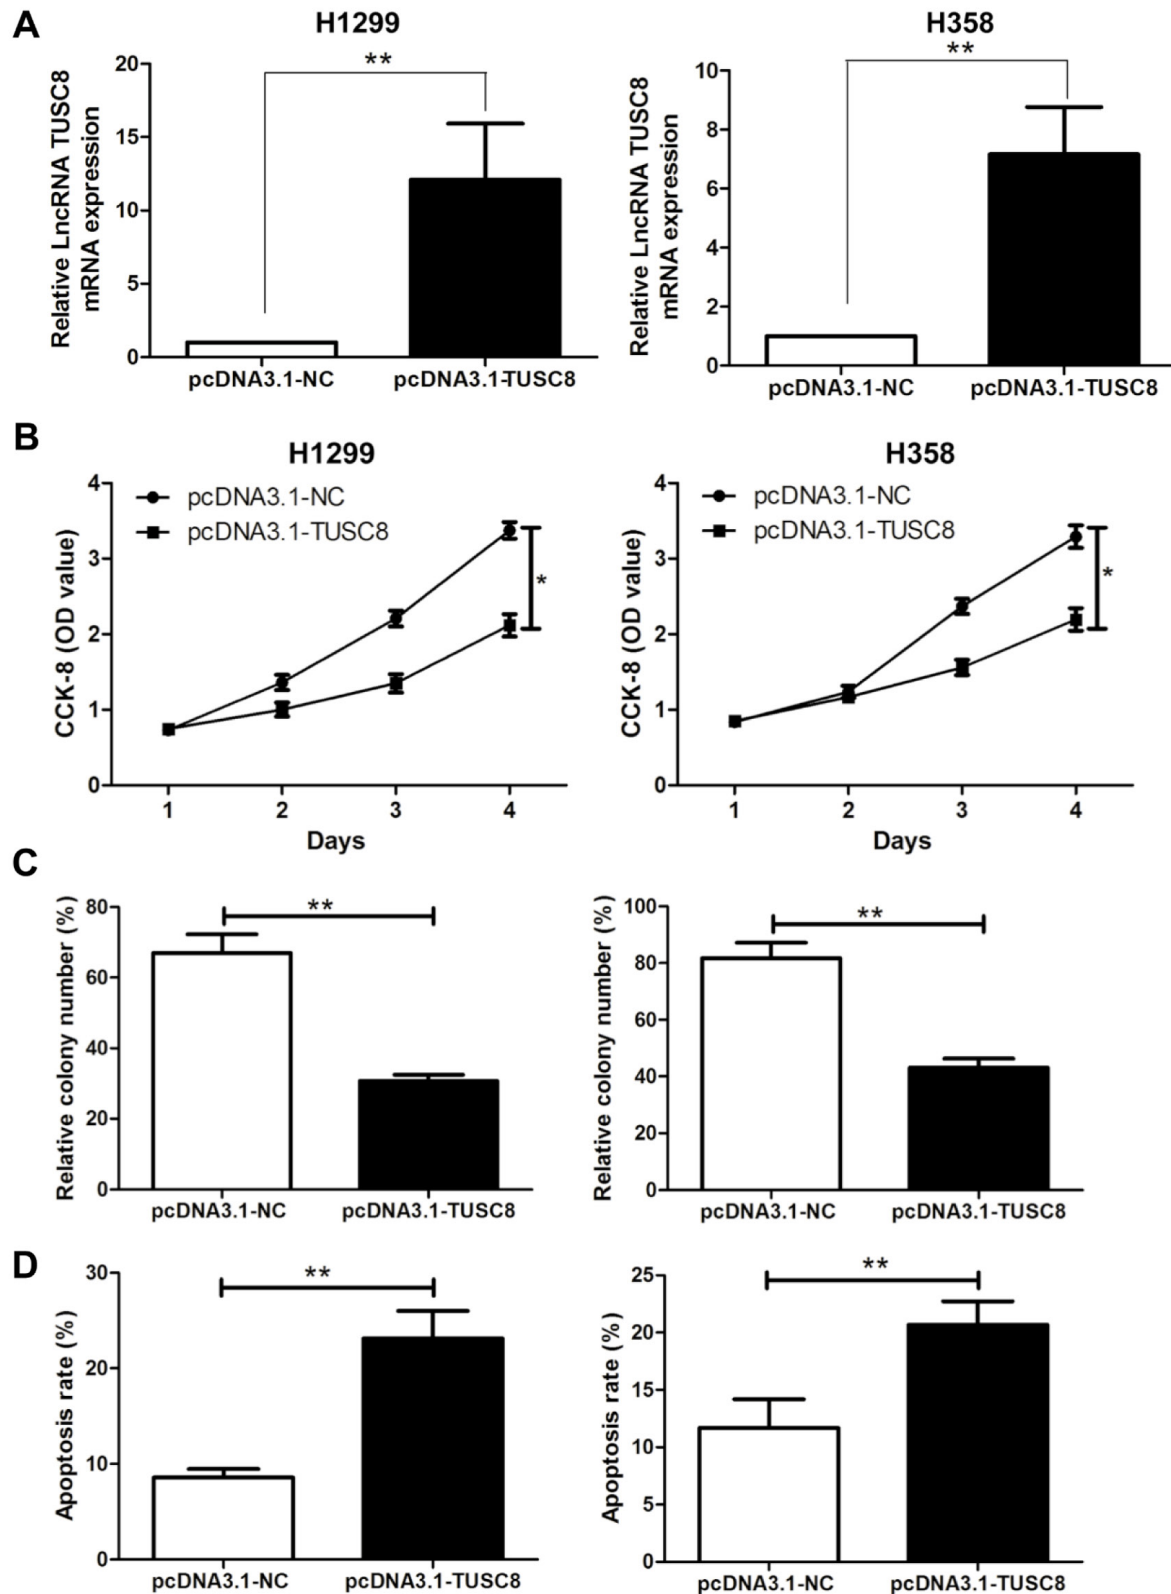 A
H1299
Relative LncRNA TUSC8
mRNA expression
20
15
10
5
0
**
pcDNA3.1-NC
pcDNA3.1-TUSC8
H358
Relative LncRNA TUSC8
mRNA expression
10
8
6
4
2
0
**
pcDNA3.1-NC
pcDNA3.1-TUSC8
B
H1299
pcDNA3.1-NC
pcDNA3.1-TUSC8
CCK-8 (OD value)
4
3
2
1
0
*
1 2 3 4
Days
H358
pcDNA3.1-NC
pcDNA3.1-TUSC8
CCK-8 (OD value)
4
3
2
1
0
*
1 2 3 4
Days
C
Relative colony number (%)
80
60
40
20
0
**
pcDNA3.1-NC
pcDNA3.1-TUSC8
Relative colony number (%)
100
80
60
40
20
0
**
pcDNA3.1-NC
pcDNA3.1-TUSC8
D
Apoptosis rate (%)
30
20
10
0
**
pcDNA3.1-NC
pcDNA3.1-TUSC8
Apoptosis rate (%)
25
20
15
10
5
0
**
pcDNA3.1-NC
pcDNA3.1-TUSC8